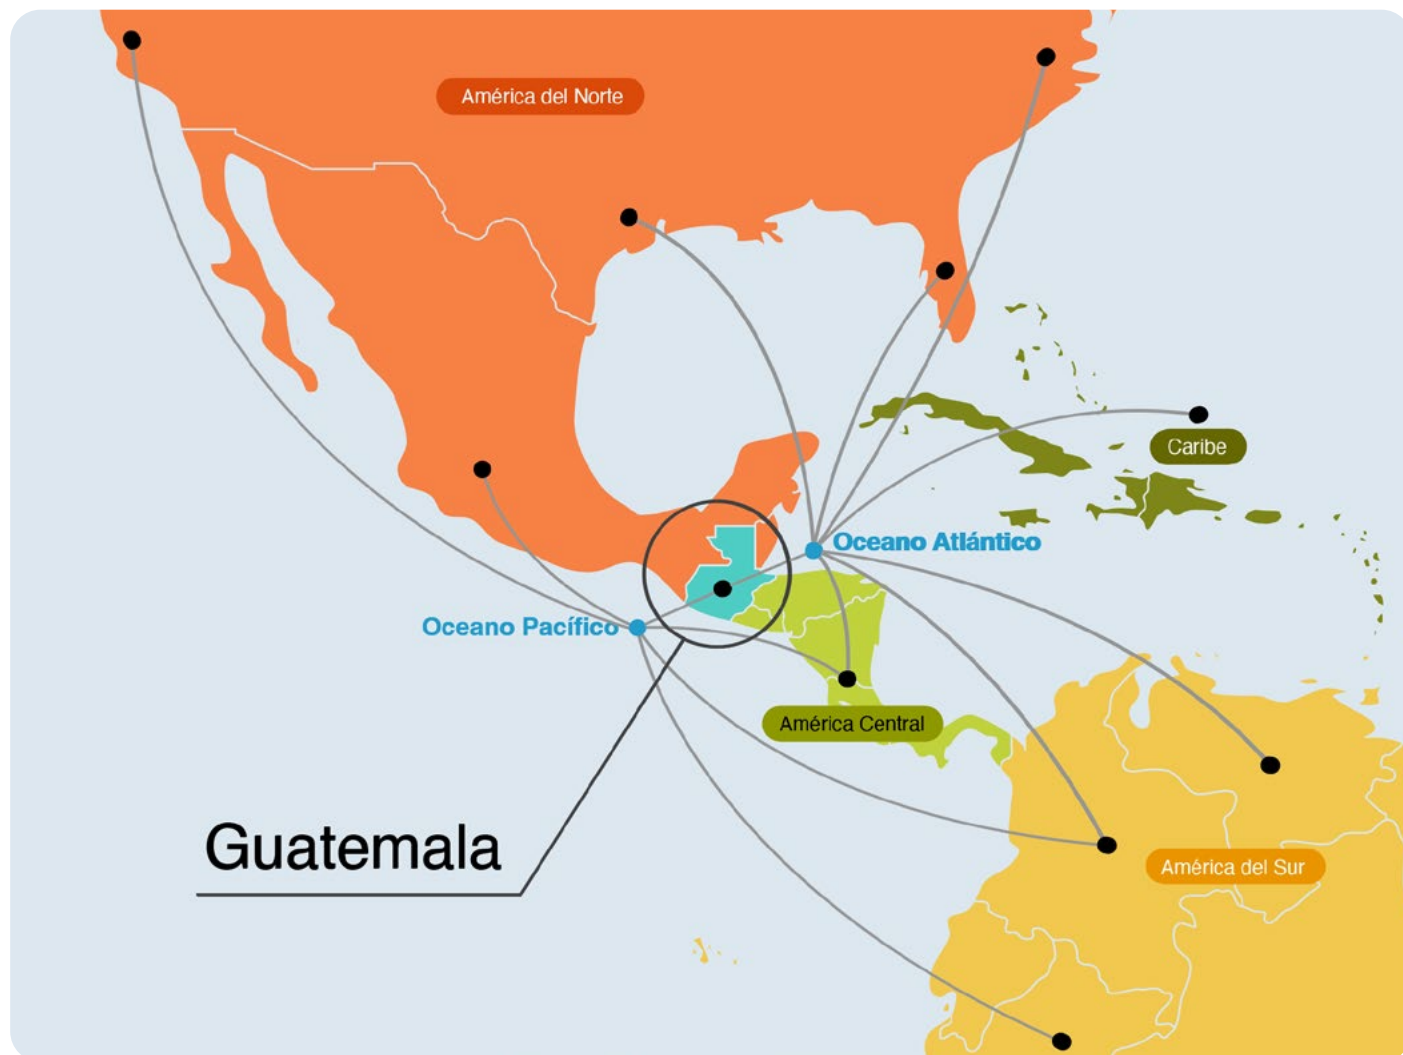 América del Norte
Caribe
Oceano Atlántico
Oceano Pacífico
América Central
Guatemala
América del Sur